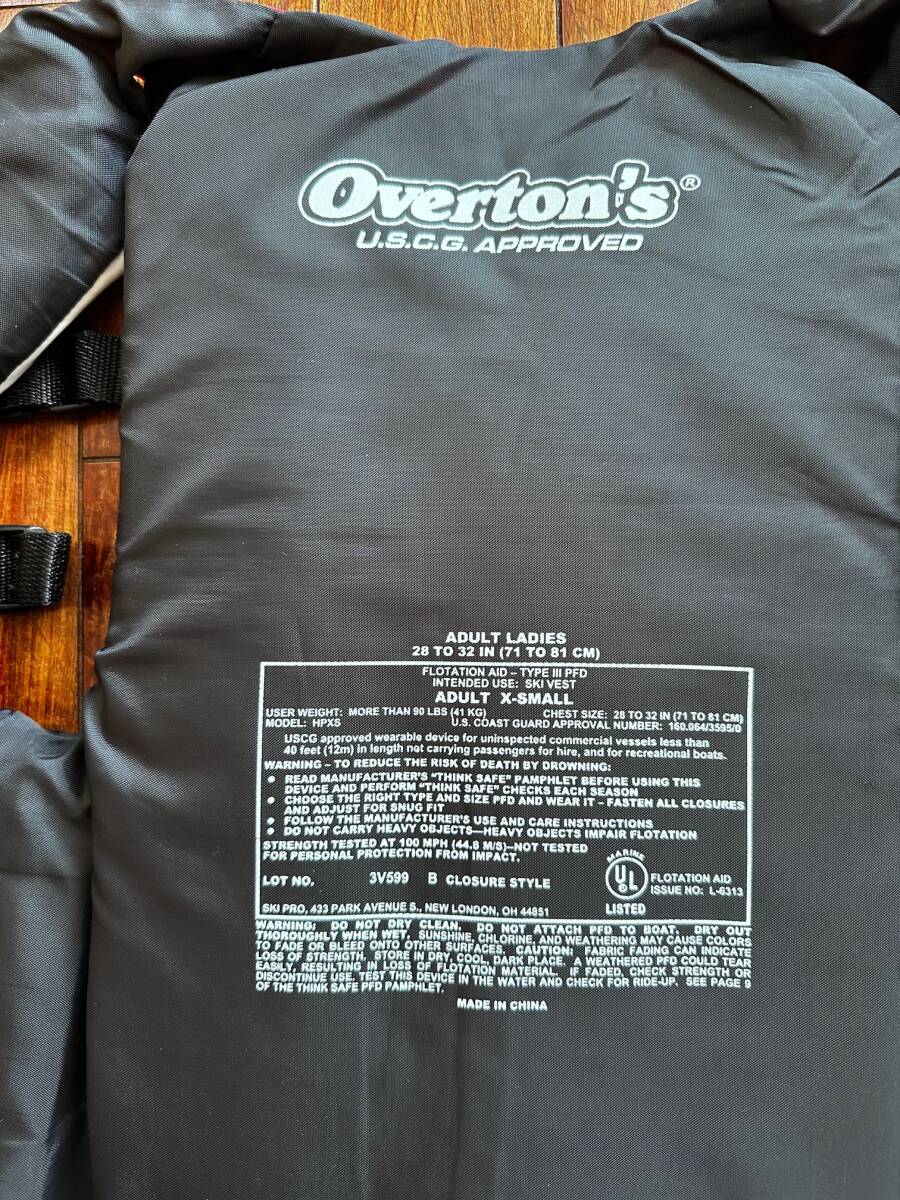 Overton's®
U.S.C.G. APPROVED
ADULT LADIES
28 TO 32 IN (71 TO 81 CM)
FLOTATION AID – TYPE III PFD
INTENDED USE: SKI VEST
ADULT X-SMALL
USER WEIGHT: MORE THAN 90 LBS (41 KG) CHEST SIZE: 28 TO 32 IN (71 TO 81 CM)
MODEL: HPXS U.S. COAST GUARD APPROVAL NUMBER: 160.064/3595/0
USCG approved wearable device for uninspected commercial vessels less than
40 feet (12m) in length not carrying passengers for hire, and for recreational boats.
WARNING – TO REDUCE THE RISK OF DEATH BY DROWNING:
● READ MANUFACTURER'S "THINK SAFE" PAMPHLET BEFORE USING THIS
DEVICE AND PERFORM "THINK SAFE" CHECKS EACH SEASON
● CHOOSE THE RIGHT TYPE AND SIZE PFD AND WEAR IT – FASTEN ALL CLOSURES
AND ADJUST FOR SNUG FIT
● FOLLOW THE MANUFACTURER'S USE AND CARE INSTRUCTIONS
● DO NOT CARRY HEAVY OBJECTS—HEAVY OBJECTS IMPAIR FLOTATION
STRENGTH TESTED AT 100 MPH (44.8 M/S)–NOT TESTED
FOR PERSONAL PROTECTION FROM IMPACT.
MARINE
UL
LISTED
FLOTATION AID
ISSUE NO: L-6313
LOT NO. 3V599 B CLOSURE STYLE
SKI PRO, 433 PARK AVENUE S., NEW LONDON, OH 44851
WARNING: DO NOT DRY CLEAN. DO NOT ATTACH PFD TO BOAT. DRY OUT
THOROUGHLY WHEN WET. SUNSHINE, CHLORINE, AND WEATHERING MAY CAUSE COLORS
TO FADE OR BLEED ONTO OTHER SURFACES. CAUTION: FABRIC FADING CAN INDICATE
LOSS OF STRENGTH. STORE IN DRY, COOL, DARK PLACE. A WEATHERED PFD COULD TEAR
EASILY, RESULTING IN LOSS OF FLOTATION MATERIAL. IF FADED, CHECK STRENGTH OR
DISCONTINUE USE. TEST THIS DEVICE IN THE WATER AND CHECK FOR RIDE-UP. SEE PAGE 9
OF THE THINK SAFE PFD PAMPHLET.
MADE IN CHINA